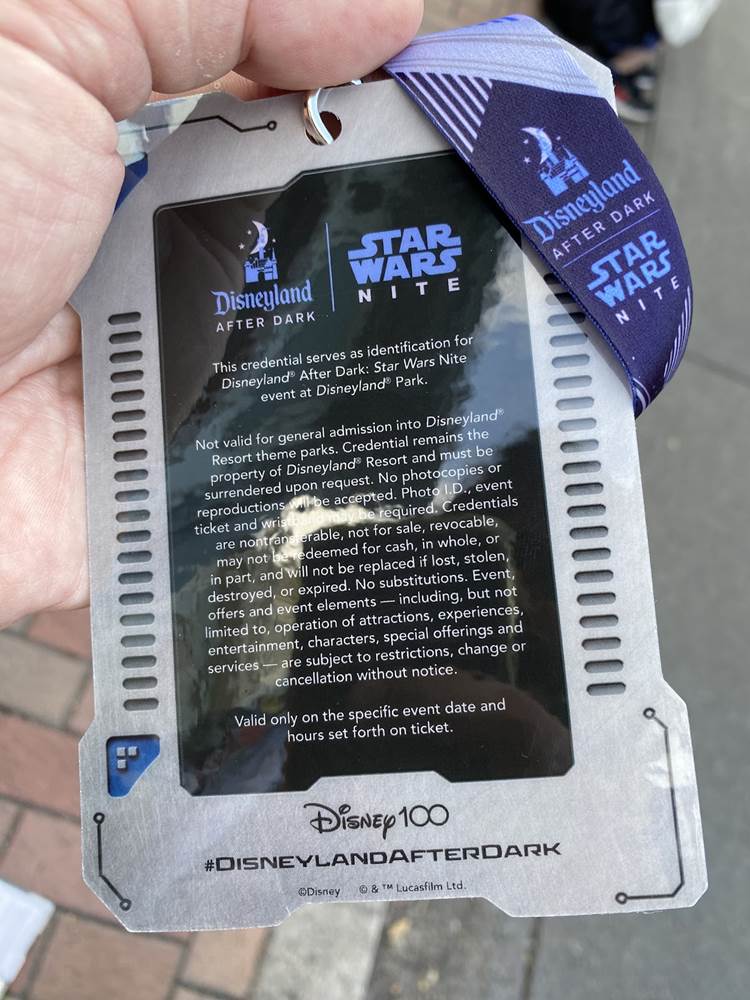 Disneyland
AFTER DARK
STAR
WARS
NITE
Disneyland
AFTER DARK
STAR
WARS
NITE
This credential serves as identification for
Disneyland® After Dark: Star Wars Nite
event at Disneyland® Park.
Not valid for general admission into Disneyland®
Resort theme parks. Credential remains the
property of Disneyland® Resort and must be
surrendered upon request. No photocopies or
reproductions will be accepted. Photo I.D., event
ticket and wristband may be required. Credentials
are nontransferable, not for sale, revocable,
may not be redeemed for cash, in whole, or
in part, and will not be replaced if lost, stolen,
destroyed, or expired. No substitutions. Event,
offers and event elements — including, but not
limited to, operation of attractions, experiences,
entertainment, characters, special offerings and
services — are subject to restrictions, change or
cancellation without notice.
Valid only on the specific event date and
hours set forth on ticket.
Disney100
#DISNEYLANDAFTERDARK
©Disney © & ™ Lucasfilm Ltd.